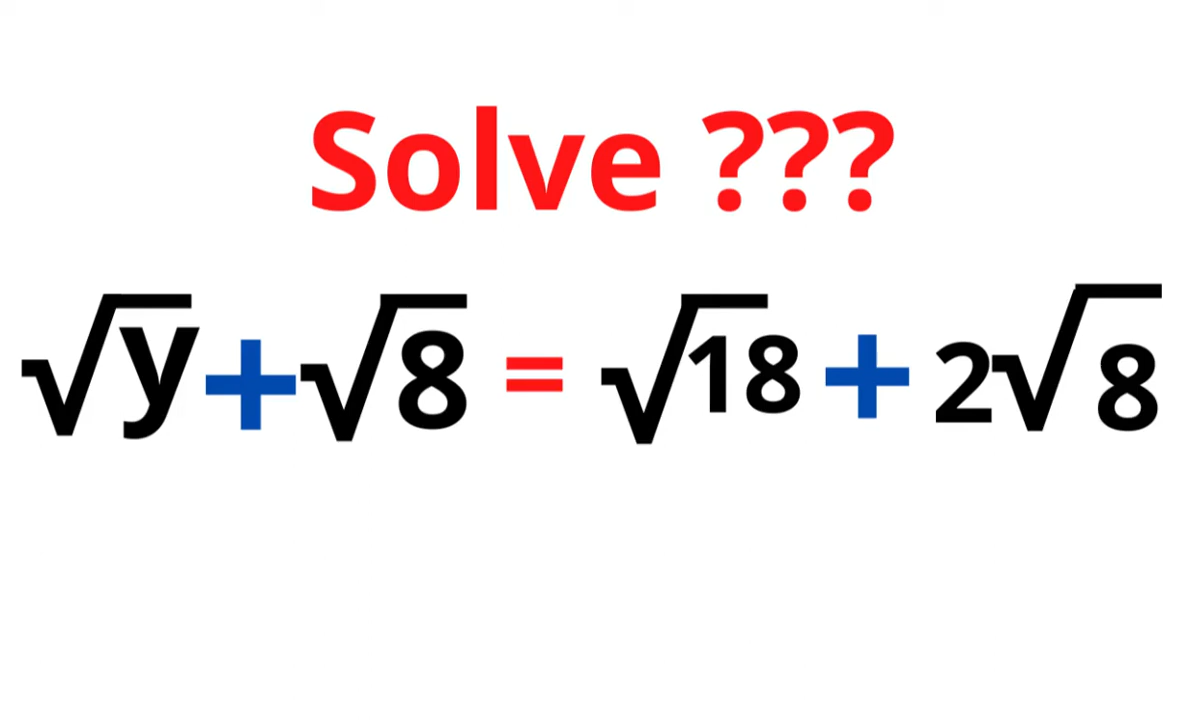 Solve ???
√y + √8 = √18 + 2√8